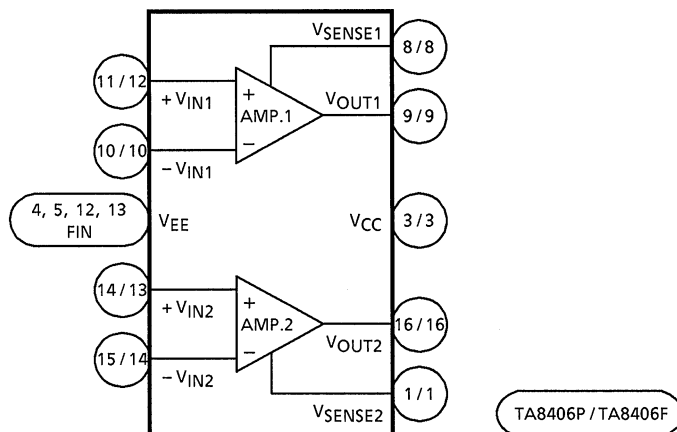 VSENSE1
8 / 8
11 / 12
+ VIN1
+
AMP.1
−
VOUT1
9 / 9
10 / 10
− VIN1
4, 5, 12, 13
FIN
VEE
VCC
3 / 3
14 / 13
+ VIN2
+
AMP.2
−
VOUT2
16 / 16
15 / 14
− VIN2
VSENSE2
1 / 1
TA8406P / TA8406F